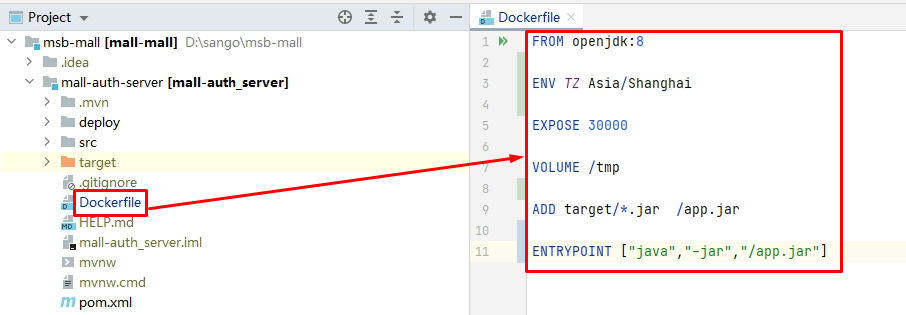 Project
msb-mall [mall-mall] D:\sango\msb-mall
.idea
mall-auth-server [mall-auth_server]
.mvn
deploy
src
target
.gitignore
Dockerfile
HELP.md
mall-auth_server.iml
mvnw
mvnw.cmd
pom.xml
Dockerfile
1 FROM openjdk:8
2
3 ENV TZ Asia/Shanghai
4
5 EXPOSE 30000
6
7 VOLUME /tmp
8
9 ADD target/*.jar  /app.jar
10
11 ENTRYPOINT ["java","-jar","/app.jar"]